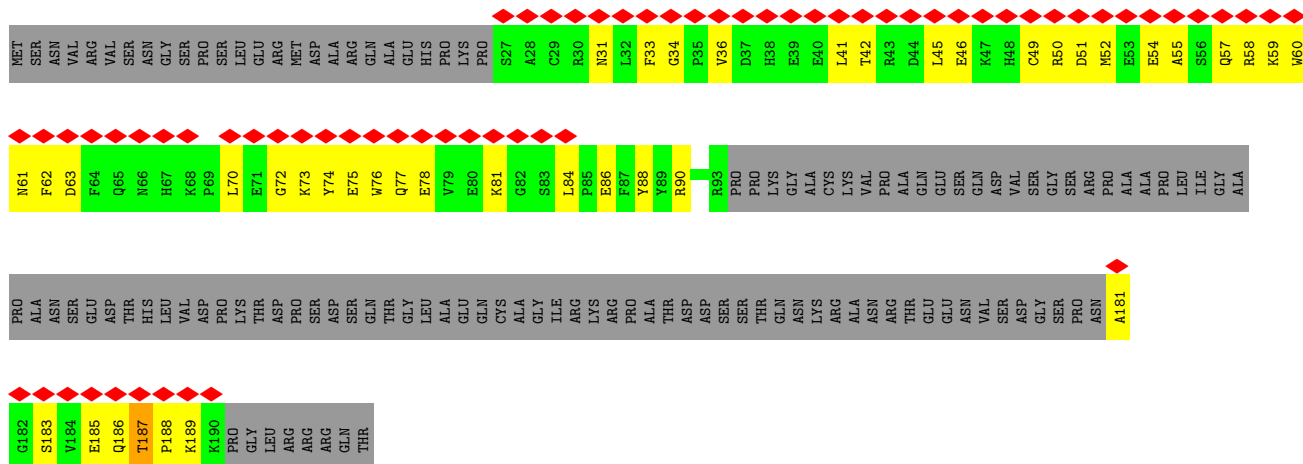 MET SER ASN VAL ARG VAL SER ASN GLY SER PRO SER LEU GLU ARG MET ASP ALA ARG GLN ALA GLU HIS PRO LYS PRO S27 A28 C29 R30 N31 L32 F33 G34 P35 V36 D37 H38 E39 E40 L41 T42 R43 D44 L45 E46 K47 H48 C49 R50 D51 M52 E53 E54 A55 S56 Q57 R58 K59 W60
N61 F62 D63 F64 Q65 N66 H67 K68 P69 L70 E71 G72 K73 Y74 E75 W76 Q77 E78 V79 E80 K81 G82 S83 L84 P85 E86 F87 Y88 Y89 R90 R93 PRO PRO LYS GLY ALA CYS LYS VAL PRO ALA GLN GLU SER GLN ASP VAL SER GLY SER ARG PRO ALA ALA PRO LEU ILE GLY ALA
PRO ALA ASN SER GLU ASP THR HIS LEU VAL ASP PRO LYS THR ASP PRO SER ASP SER GLN THR GLY LEU ALA GLU GLN CYS ALA GLY ILE ARG LYS ARG PRO ALA THR ASP ASP SER SER THR GLN ASN LYS ARG ALA ASN ARG THR GLU GLU ASN VAL SER ASP GLY SER PRO ASN A181
G182 S183 V184 E185 Q186 T187 P188 K189 K190 PRO GLY LEU ARG ARG ARG GLN THR